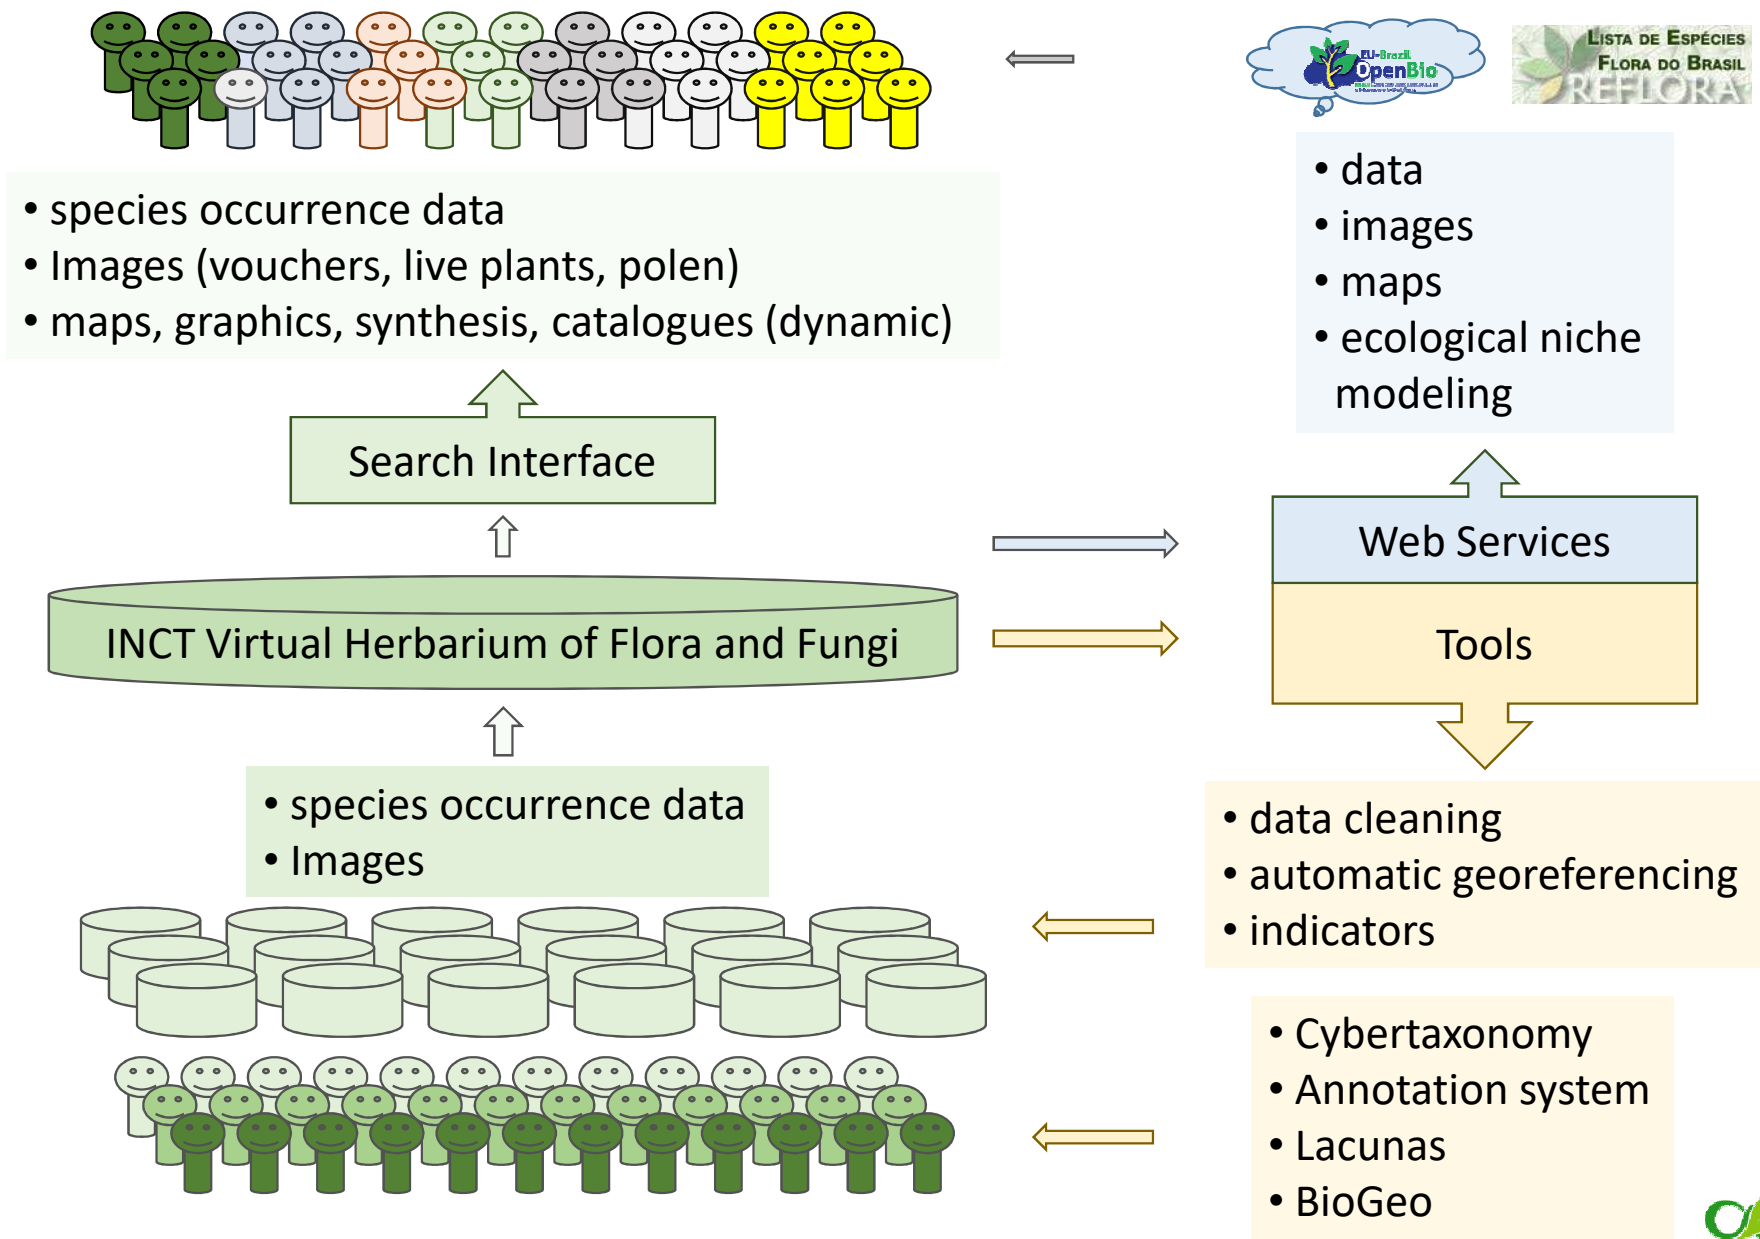 EU-Brazil
OpenBio
LISTA DE ESPÉCIES
FLORA DO BRASIL
REFLORA
• species occurrence data
• Images (vouchers, live plants, polen)
• maps, graphics, synthesis, catalogues (dynamic)
• data
• images
• maps
• ecological niche
modeling
Search Interface
Web Services
INCT Virtual Herbarium of Flora and Fungi
Tools
• species occurrence data
• Images
• data cleaning
• automatic georeferencing
• indicators
• Cybertaxonomy
• Annotation system
• Lacunas
• BioGeo